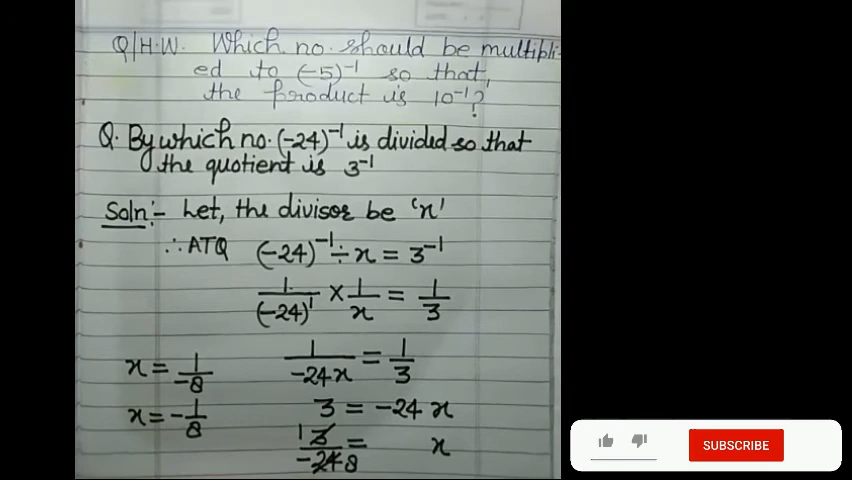 Q/H.W. Which no. should be multipli-
ed to (-5)⁻¹ so that,
the product is 10⁻¹?
Q. By which no. (-24)⁻¹ is divided so that
the quotient is 3⁻¹
Soln:- Let, the divisor be 'x'
∴ ATQ (-24)⁻¹ ÷ x = 3⁻¹
1/(-24)¹ × 1/x = 1/3
1/-24x = 1/3
3 = -24 x
1 3/-24 8 = x
x = 1/-8
x = -1/8
SUBSCRIBE